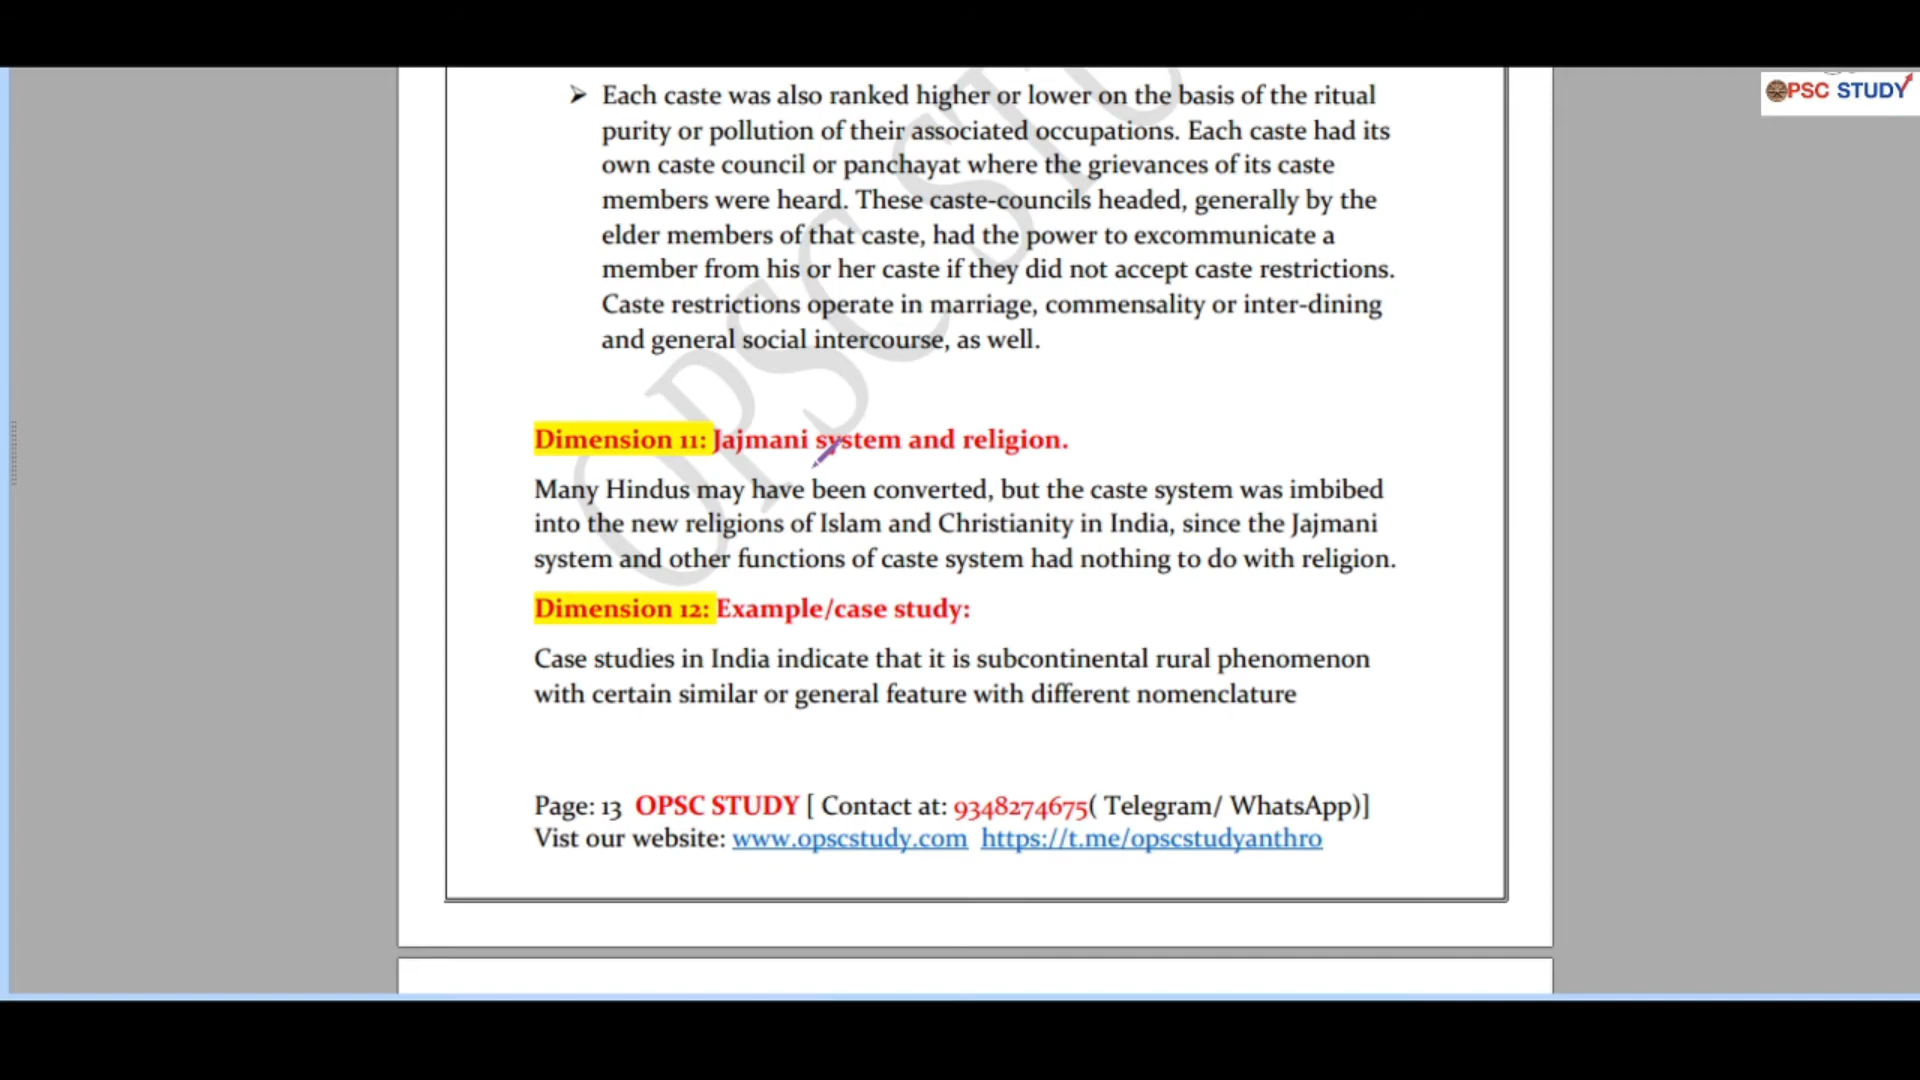 PSC STUDY
➤ Each caste was also ranked higher or lower on the basis of the ritual
purity or pollution of their associated occupations. Each caste had its
own caste council or panchayat where the grievances of its caste
members were heard. These caste-councils headed, generally by the
elder members of that caste, had the power to excommunicate a
member from his or her caste if they did not accept caste restrictions.
Caste restrictions operate in marriage, commensality or inter-dining
and general social intercourse, as well.
Dimension 11: Jajmani system and religion.
Many Hindus may have been converted, but the caste system was imbibed
into the new religions of Islam and Christianity in India, since the Jajmani
system and other functions of caste system had nothing to do with religion.
Dimension 12: Example/case study:
Case studies in India indicate that it is subcontinental rural phenomenon
with certain similar or general feature with different nomenclature
Page: 13 OPSC STUDY [ Contact at: 9348274675( Telegram/ WhatsApp)]
Vist our website: www.opscstudy.com https://t.me/opscstudyanthro
OPSC STU